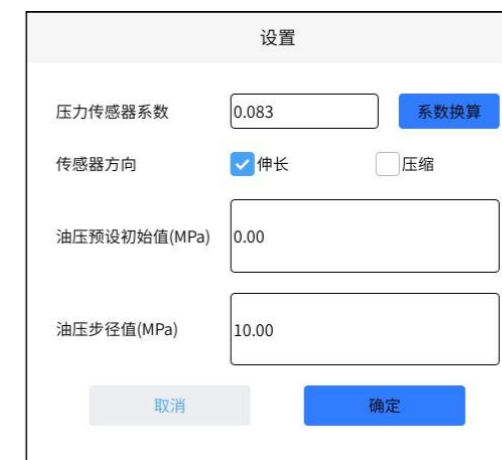 设置
压力传感器系数 0.083 系数换算
传感器方向 伸长 压缩
油压预设初始值(MPa) 0.00
油压步径值(MPa) 10.00
取消 确定